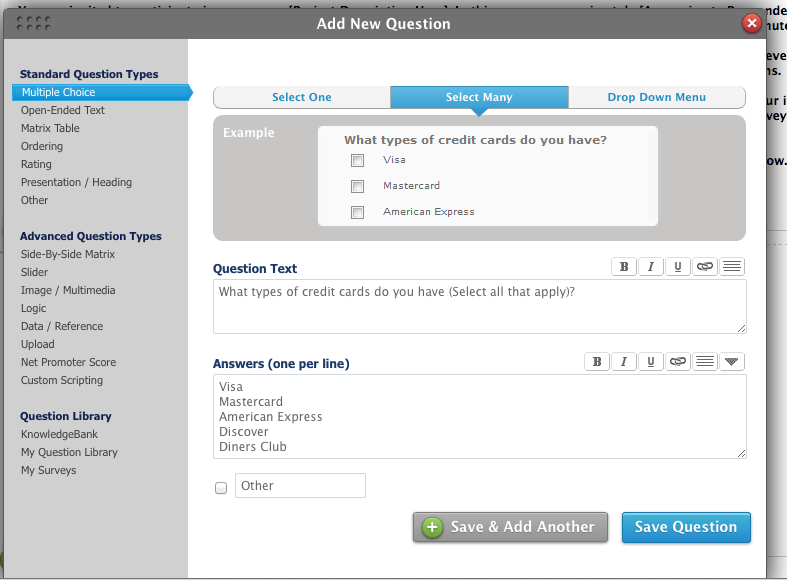 Add New Question
Standard Question Types
Multiple Choice
Open-Ended Text
Matrix Table
Ordering
Rating
Presentation / Heading
Other
Advanced Question Types
Side-By-Side Matrix
Slider
Image / Multimedia
Logic
Data / Reference
Upload
Net Promoter Score
Custom Scripting
Question Library
KnowledgeBank
My Question Library
My Surveys
Select One
Select Many
Drop Down Menu
Example
What types of credit cards do you have?
Visa
Mastercard
American Express
Question Text
B I U
What types of credit cards do you have (Select all that apply)?
Answers (one per line)
B I U
Visa
Mastercard
American Express
Discover
Diners Club
Other
Save & Add Another
Save Question